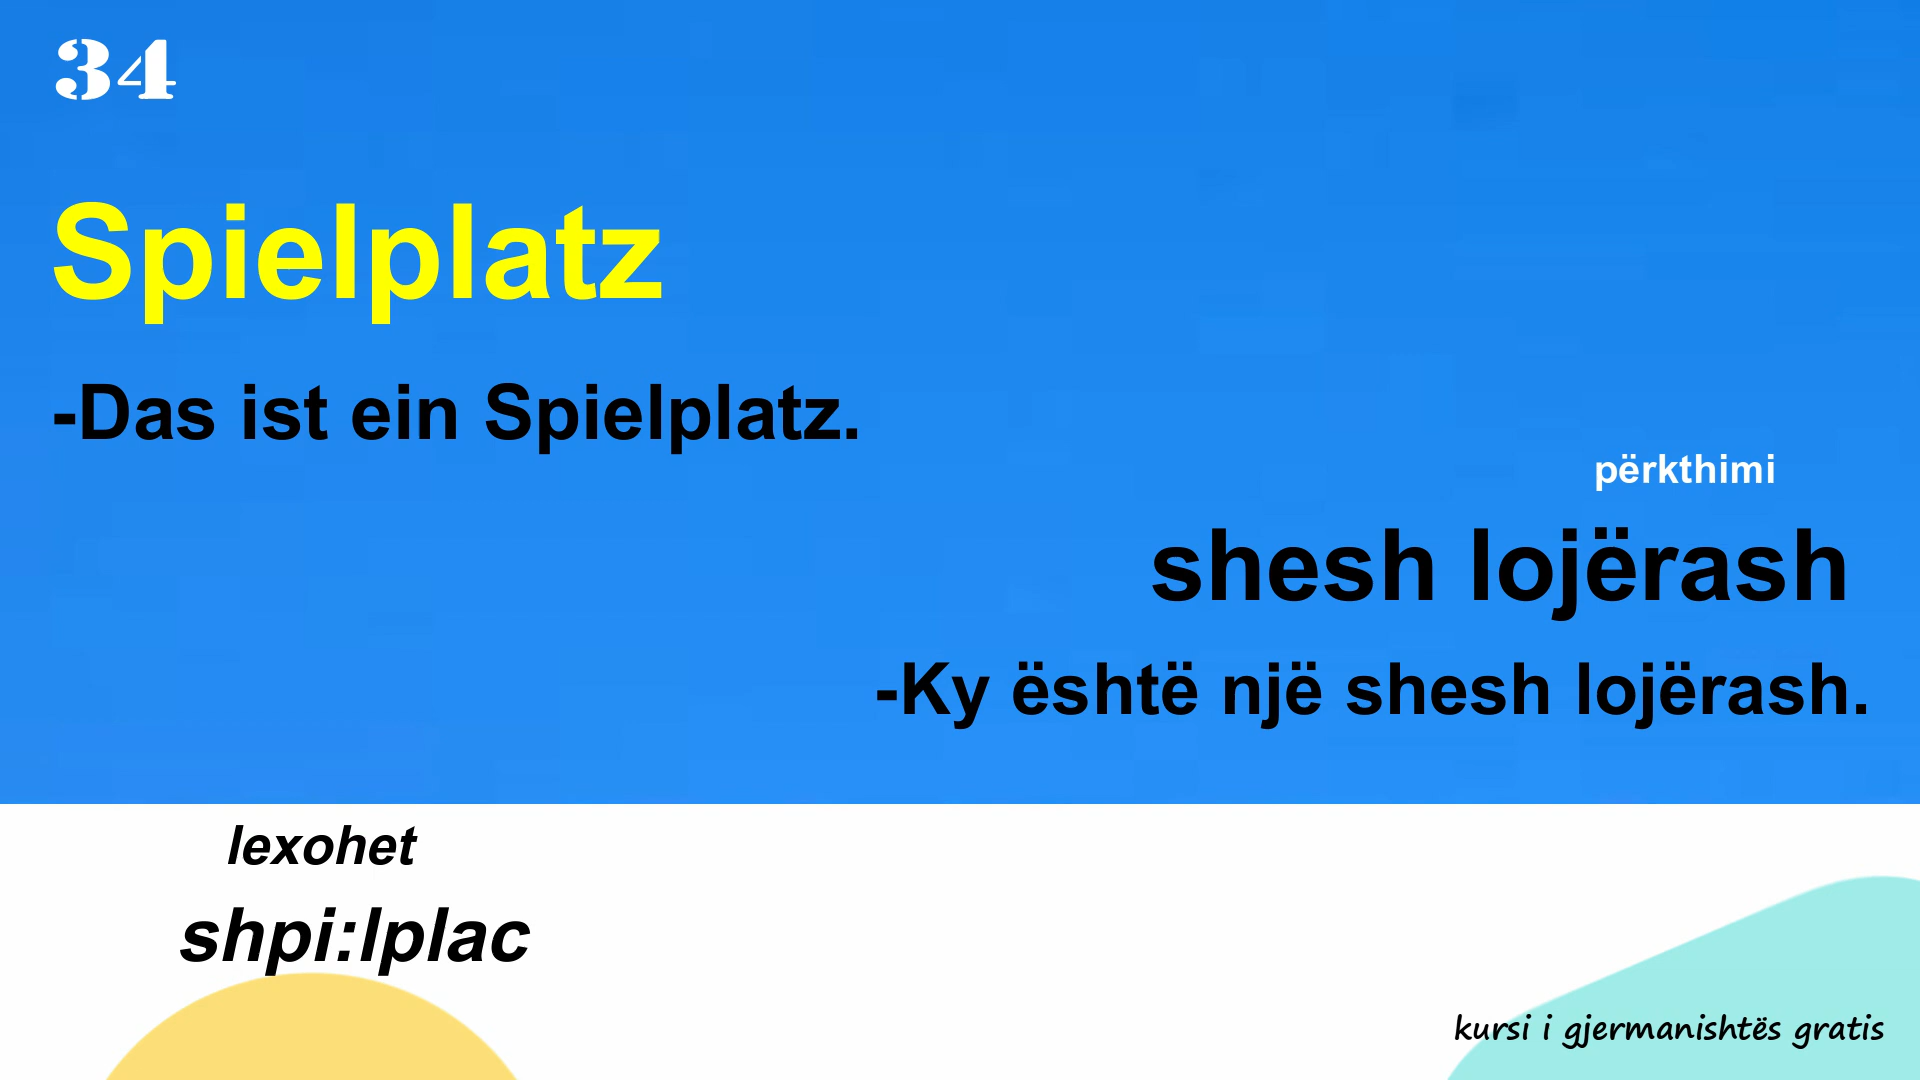 34
Spielplatz
-Das ist ein Spielplatz.
përkthimi
shesh lojërash
-Ky është një shesh lojërash.
lexohet
shpi:lplac
kursi i gjermanishtës gratis